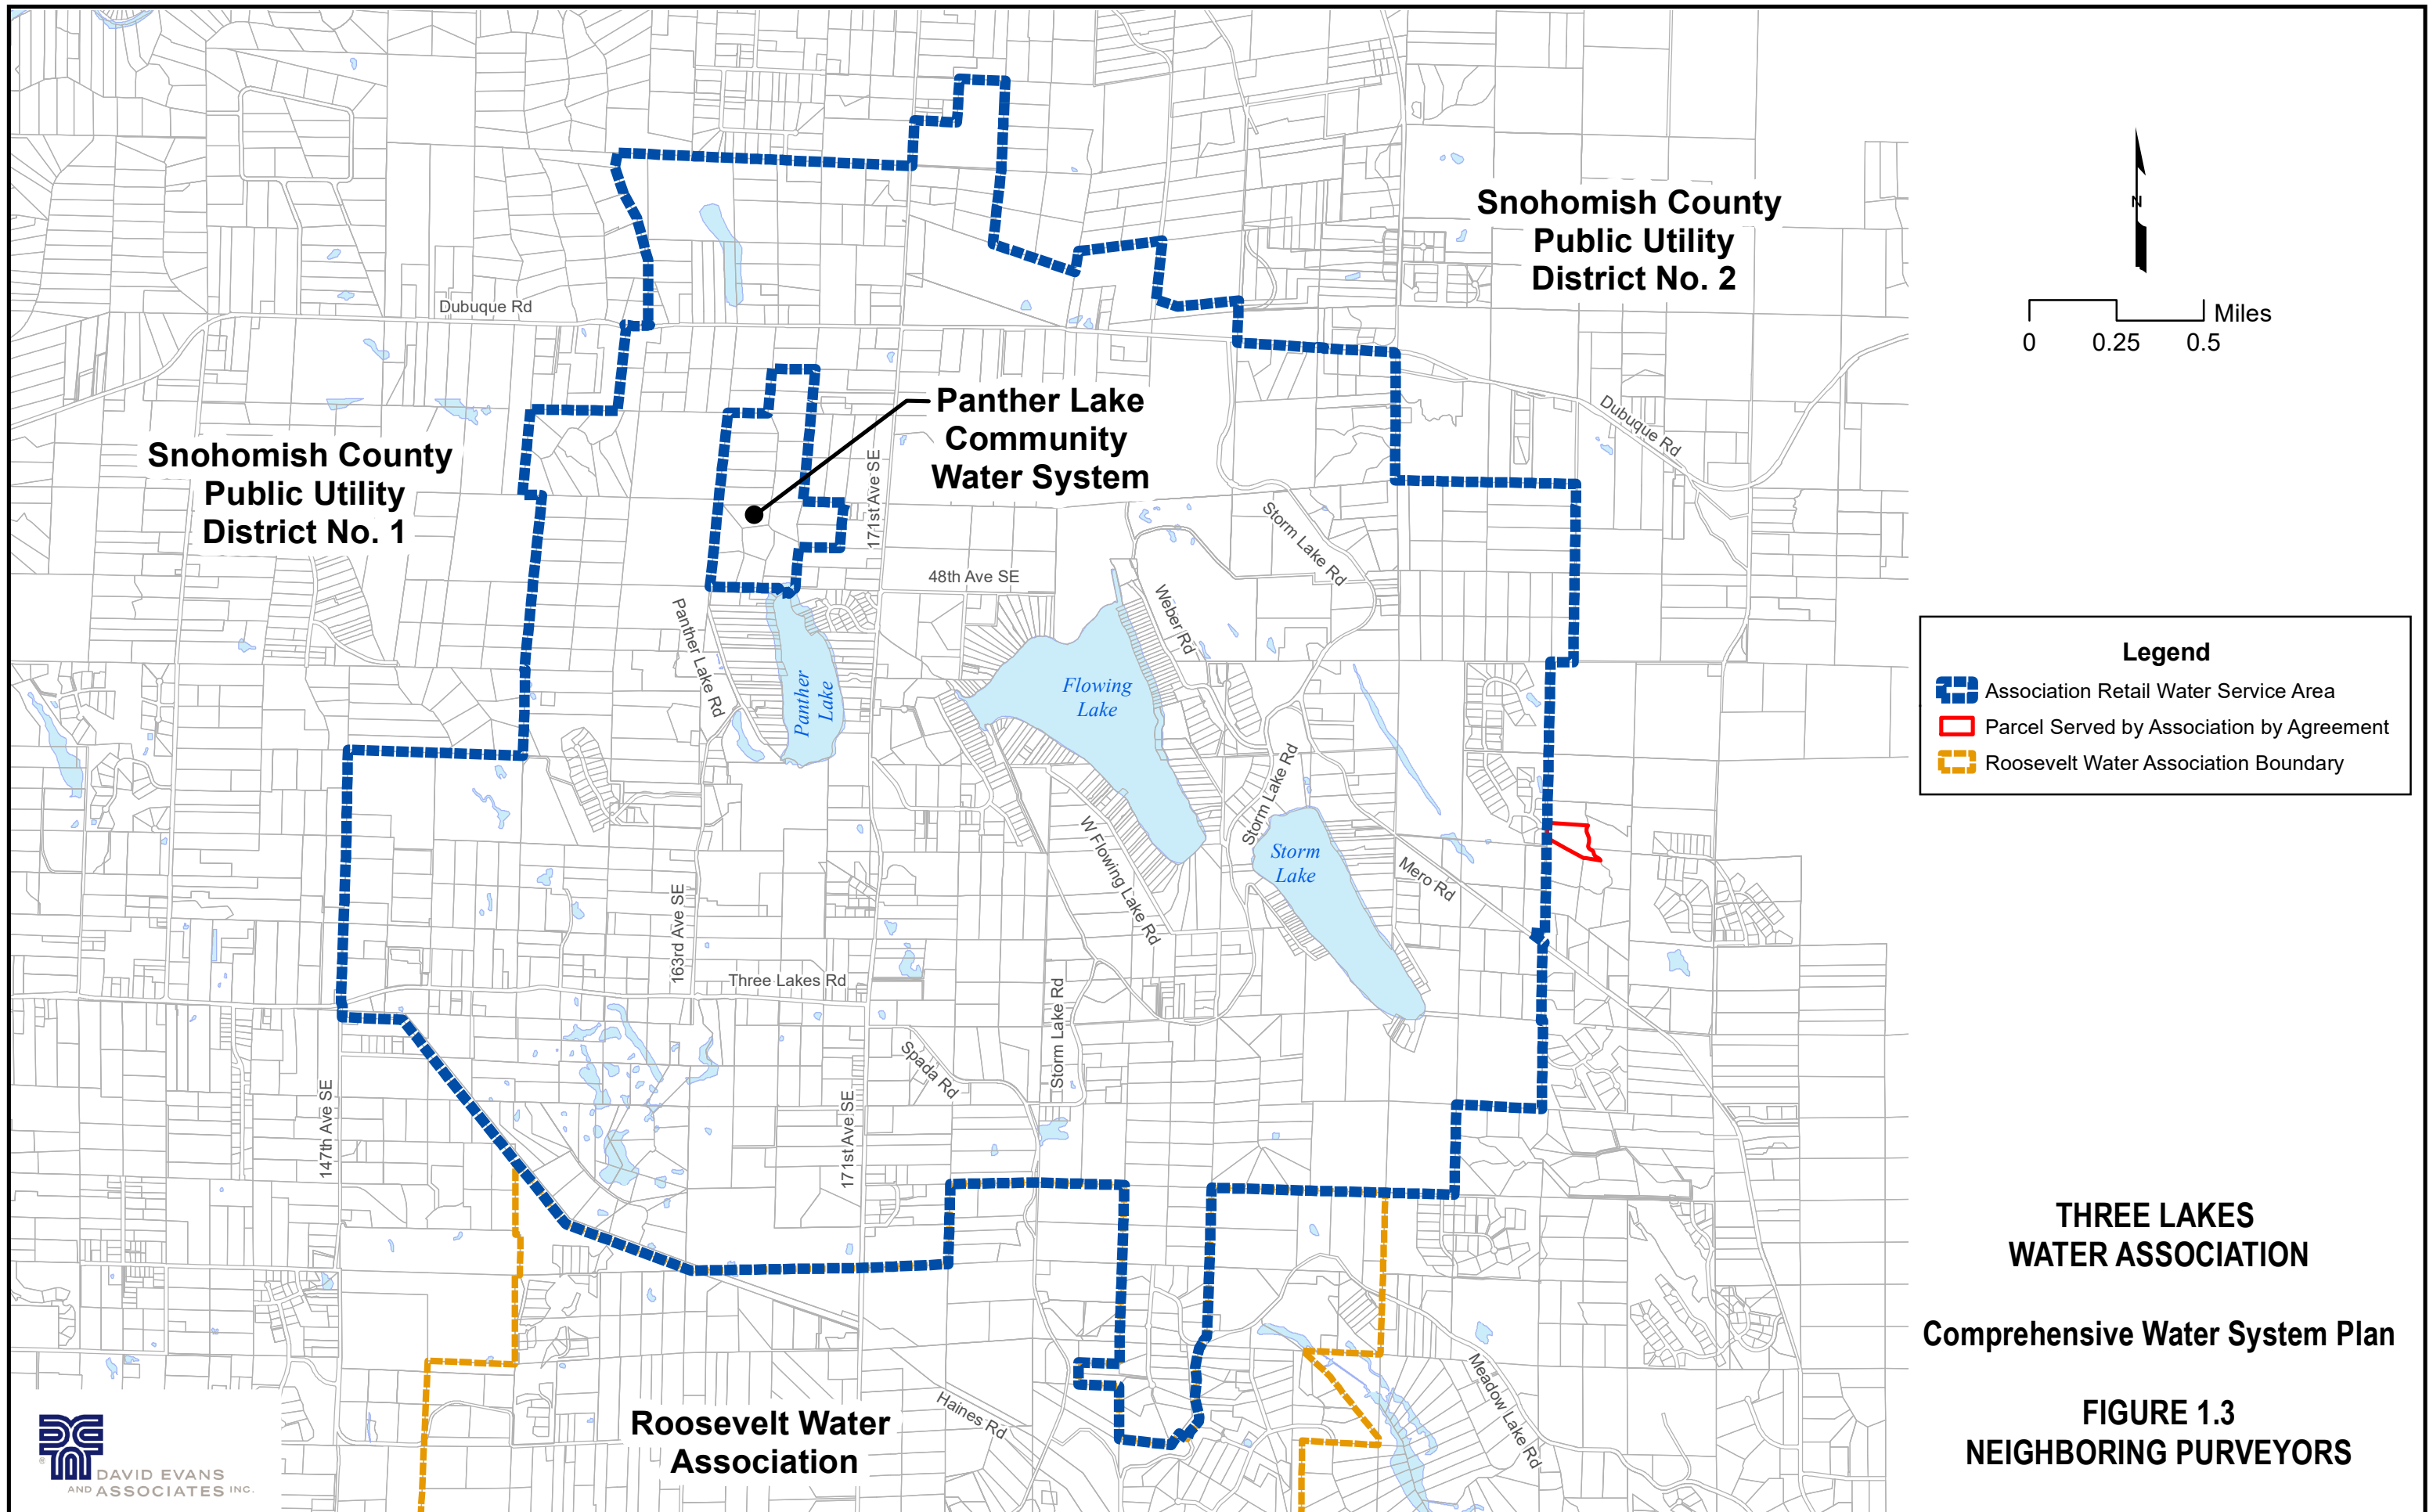 Snohomish County
Public Utility
District No. 2
N
Miles
0 0.25 0.5
Dubuque Rd
Panther Lake
Community
Water System
Dubuque Rd
Snohomish County
Public Utility
District No. 1
171st Ave SE
Storm Lake Rd
48th Ave SE
Weber Rd
Panther Lake Rd
Panther
Lake
Flowing
Lake
Legend
Association Retail Water Service Area
Parcel Served by Association by Agreement
Roosevelt Water Association Boundary
Storm Lake Rd
W Flowing Lake Rd
Storm
Lake
Mero Rd
163rd Ave SE
Three Lakes Rd
Storm Lake Rd
Spada Rd
147th Ave SE
171st Ave SE
THREE LAKES
WATER ASSOCIATION
Comprehensive Water System Plan
FIGURE 1.3
NEIGHBORING PURVEYORS
Meadow Lake Rd
Haines Rd
Roosevelt Water
Association
®
DAVID EVANS
AND ASSOCIATES INC.